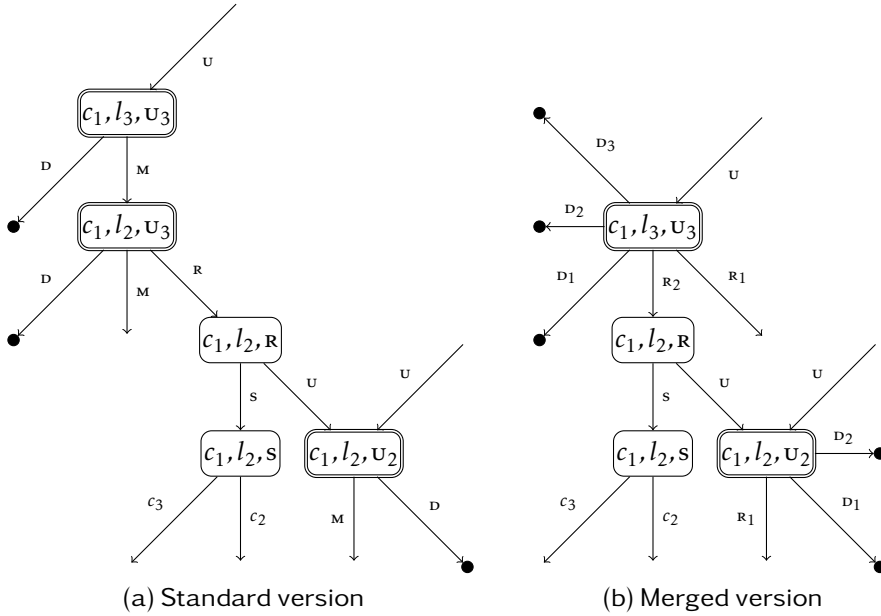 U
c₁, l₃, U₃
D
M
c₁, l₂, U₃
D
M
R
c₁, l₂, R
S
U
U
c₁, l₂, S
c₁, l₂, U₂
c₃
c₂
M
D
(a) Standard version
D₃
U
c₁, l₃, U₃
D₂
D₁
R₂
R₁
c₁, l₂, R
S
U
U
c₁, l₂, S
c₁, l₂, U₂
D₂
c₃
c₂
R₁
D₁
(b) Merged version